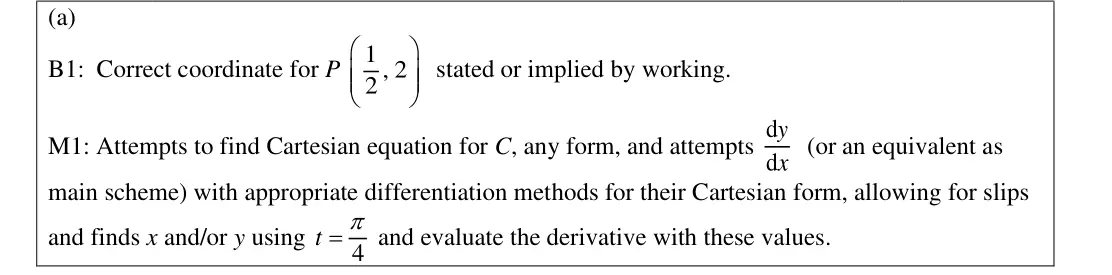 (a)
B1: Correct coordinate for P (1/2, 2) stated or implied by working.
M1: Attempts to find Cartesian equation for C, any form, and attempts dy/dx (or an equivalent as
main scheme) with appropriate differentiation methods for their Cartesian form, allowing for slips
and finds x and/or y using t = π/4 and evaluate the derivative with these values.